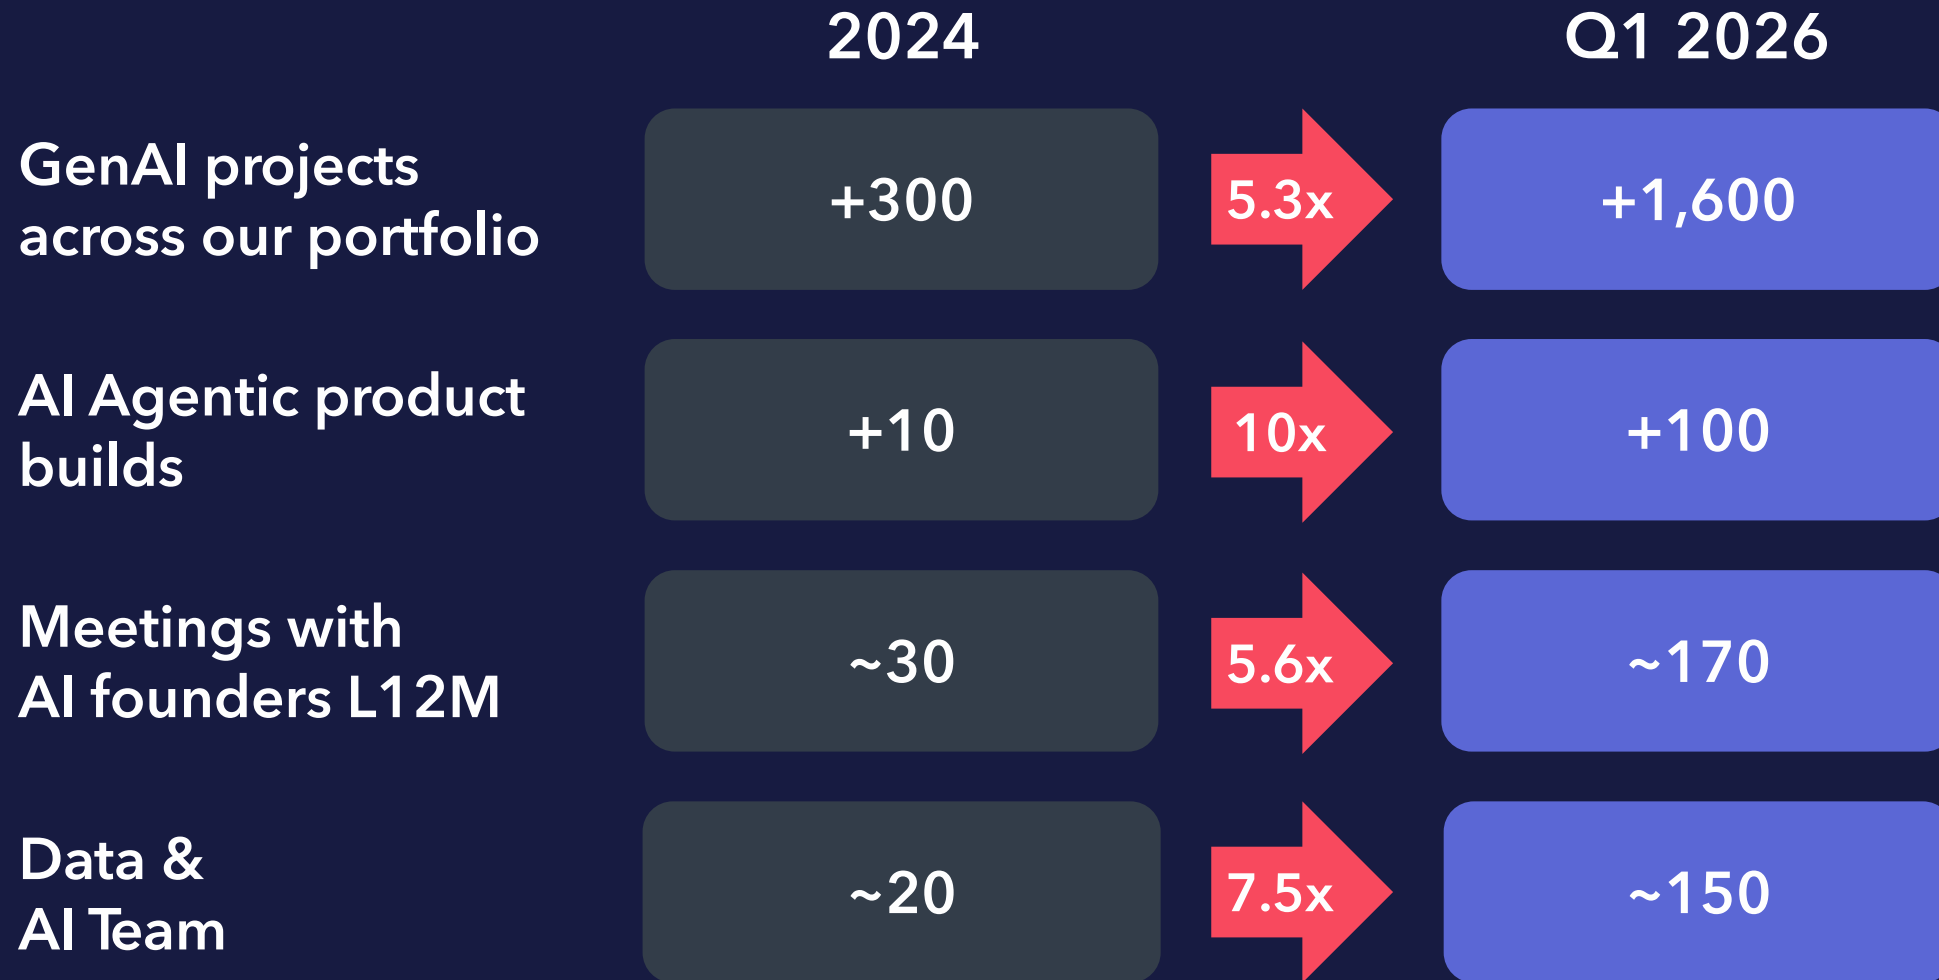 2024
Q1 2026
GenAI projects
across our portfolio
+300
5.3x
+1,600
AI Agentic product
builds
+10
10x
+100
Meetings with
AI founders L12M
~30
5.6x
~170
Data &
AI Team
~20
7.5x
~150